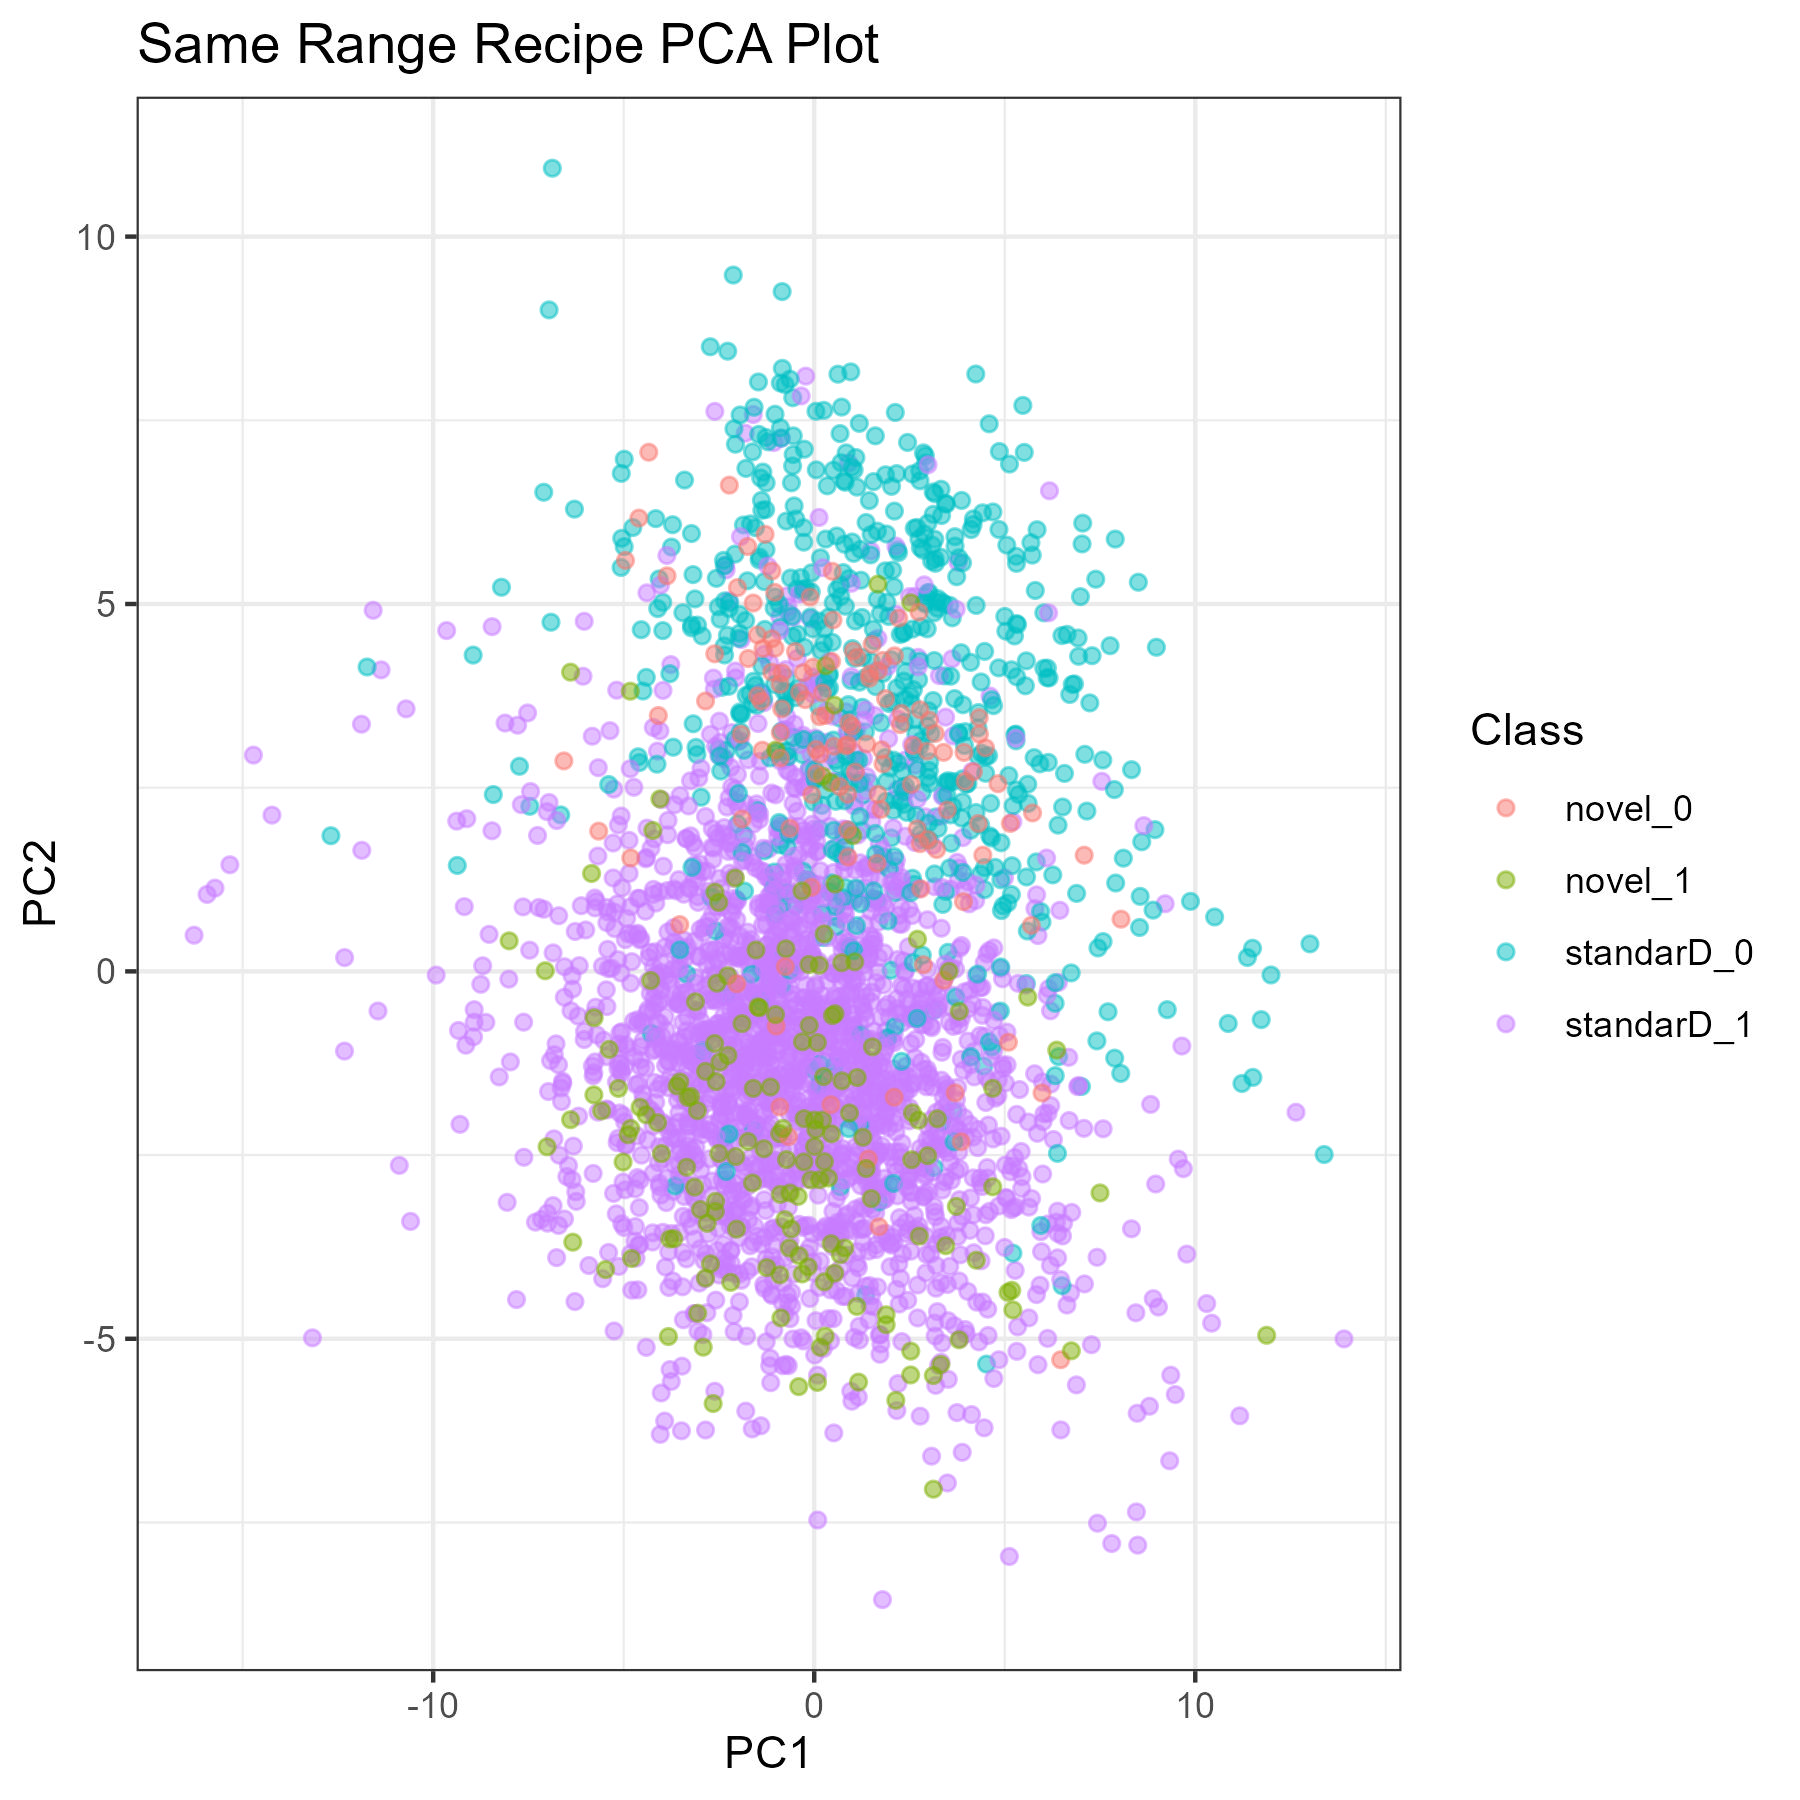 Same Range Recipe PCA Plot
10
5
0
-5
-10
0
10
PC2
PC1
Class
novel_0
novel_1
standarD_0
standarD_1